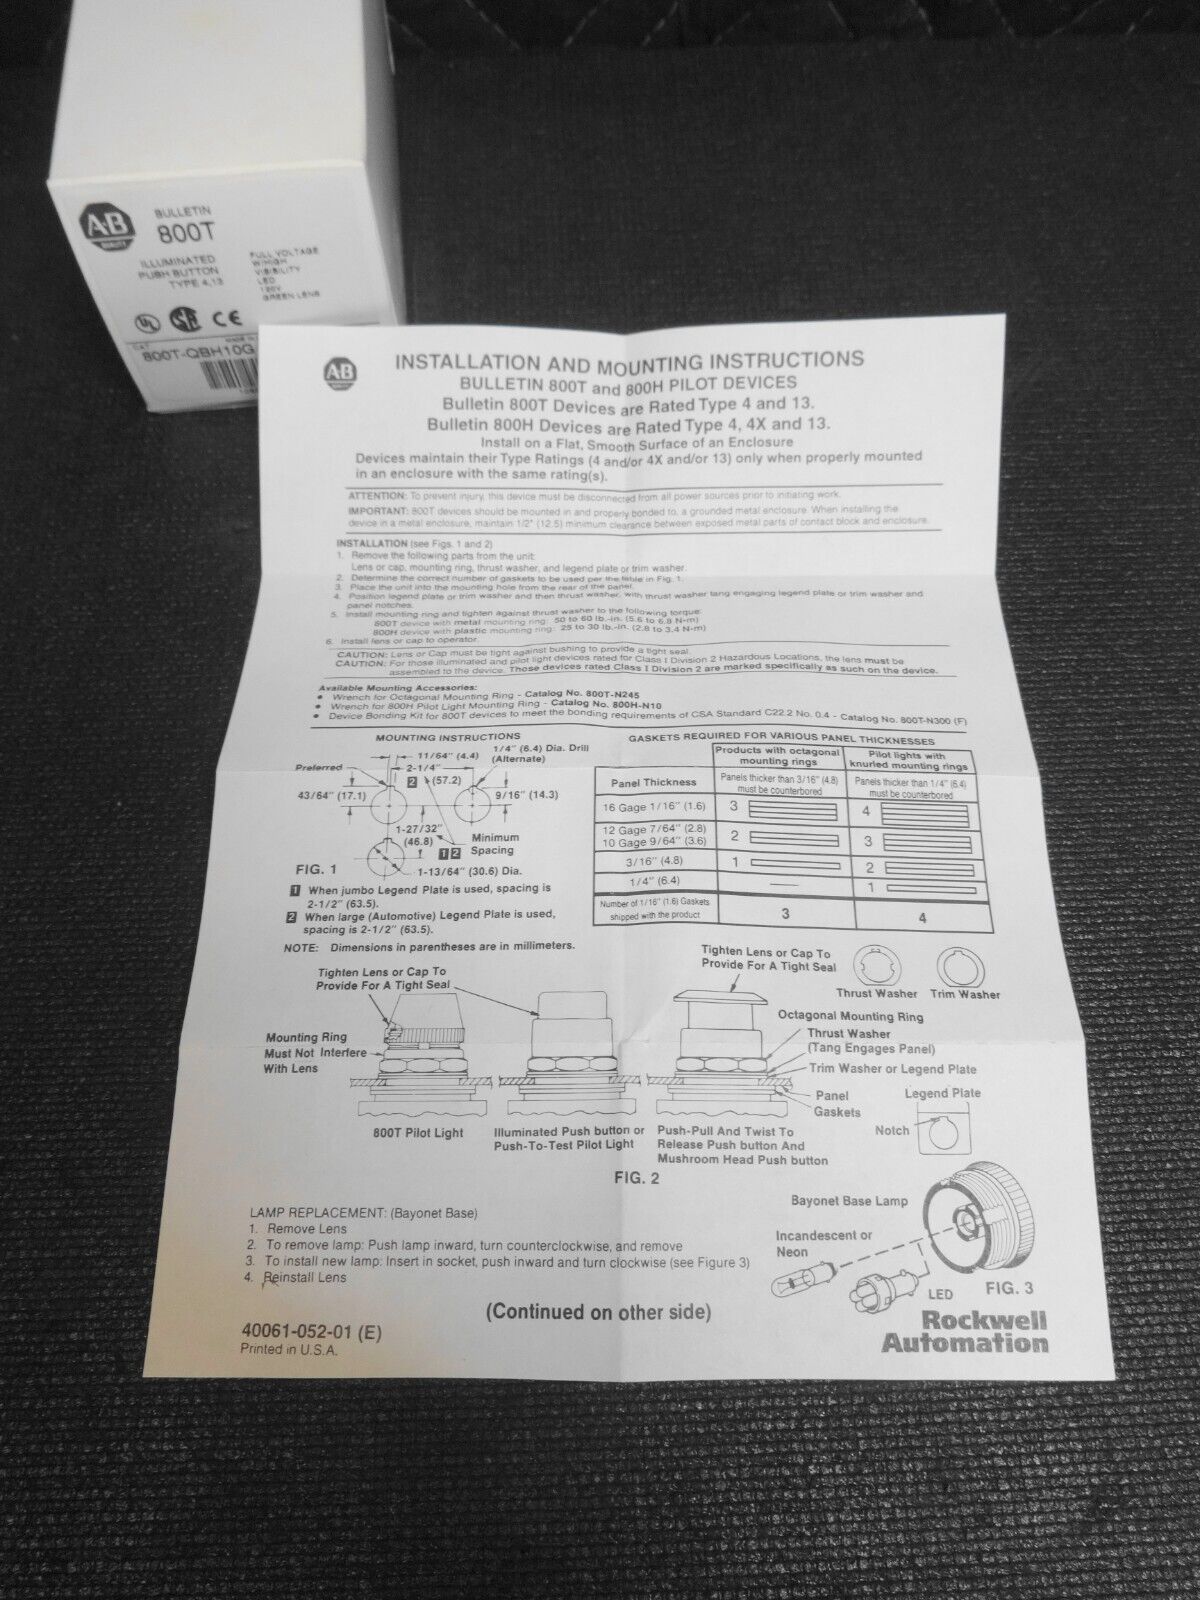 A-B
BULLETIN
800T
ILLUMINATED
PUSH BUTTON
TYPE 4,13
FULL VOLTAGE
W/HIGH
VISIBILITY
LED
120V
GREEN LENS
UL
CE
CAT
800T-QBH10G
A-B
INSTALLATION AND MOUNTING INSTRUCTIONS
BULLETIN 800T and 800H PILOT DEVICES
Bulletin 800T Devices are Rated Type 4 and 13.
Bulletin 800H Devices are Rated Type 4, 4X and 13.
Install on a Flat, Smooth Surface of an Enclosure
Devices maintain their Type Ratings (4 and/or 4X and/or 13) only when properly mounted
in an enclosure with the same rating(s).
ATTENTION: To prevent injury, this device must be disconnected from all power sources prior to initiating work.
IMPORTANT: 800T devices should be mounted in and properly bonded to, a grounded metal enclosure. When installing the
device in a metal enclosure, maintain 1/2" (12.5) minimum clearance between exposed metal parts of contact block and enclosure.
INSTALLATION (see Figs. 1 and 2)
1. Remove the following parts from the unit:
Lens or cap, mounting ring, thrust washer, and legend plate or trim washer.
2. Determine the correct number of gaskets to be used per the table in Fig. 1.
3. Place the unit into the mounting hole from the rear of the panel.
4. Position legend plate or trim washer and then thrust washer, with thrust washer tang engaging legend plate or trim washer and
panel notches.
5. Install mounting ring and tighten against thrust washer to the following torque:
800T device with metal mounting ring: 50 to 60 lb.-in. (5.6 to 6.8 N-m)
800H device with plastic mounting ring: 25 to 30 lb.-in. (2.8 to 3.4 N-m)
6. Install lens or cap to operator.
CAUTION: Lens or Cap must be tight against bushing to provide a tight seal.
CAUTION: For those illuminated and pilot light devices rated for Class I Division 2 Hazardous Locations, the lens must be
assembled to the device. Those devices rated Class I Division 2 are marked specifically as such on the device.
Available Mounting Accessories:
• Wrench for Octagonal Mounting Ring - Catalog No. 800T-N245
• Wrench for 800H Pilot Light Mounting Ring - Catalog No. 800H-N10
• Device Bonding Kit for 800T devices to meet the bonding requirements of CSA Standard C22.2 No. 0.4 - Catalog No. 800T-N300 (F)
MOUNTING INSTRUCTIONS
11/64" (4.4)
1/4" (6.4) Dia. Drill
(Alternate)
Preferred
2-1/4"
2 (57.2)
43/64" (17.1)
9/16" (14.3)
1-27/32"
(46.8)
Minimum
1 2 Spacing
FIG. 1
1-13/64" (30.6) Dia.
1 When jumbo Legend Plate is used, spacing is
2-1/2" (63.5).
2 When large (Automotive) Legend Plate is used,
spacing is 2-1/2" (63.5).
NOTE: Dimensions in parentheses are in millimeters.
GASKETS REQUIRED FOR VARIOUS PANEL THICKNESSES
Products with octagonal
mounting rings
Pilot lights with
knurled mounting rings
Panel Thickness
Panels thicker than 3/16" (4.8)
must be counterbored
Panels thicker than 1/4" (6.4)
must be counterbored
16 Gage 1/16" (1.6) 3 4
12 Gage 7/64" (2.8)
10 Gage 9/64" (3.6) 2 3
3/16" (4.8) 1 2
1/4" (6.4) — 1
Number of 1/16" (1.6) Gaskets
shipped with the product 3 4
Tighten Lens or Cap To
Provide For A Tight Seal
Tighten Lens or Cap To
Provide For A Tight Seal
Thrust Washer
Trim Washer
Mounting Ring
Must Not Interfere
With Lens
Octagonal Mounting Ring
Thrust Washer
(Tang Engages Panel)
Trim Washer or Legend Plate
Panel
Gaskets
Legend Plate
Notch
800T Pilot Light
Illuminated Push button or
Push-To-Test Pilot Light
Push-Pull And Twist To
Release Push button And
Mushroom Head Push button
FIG. 2
LAMP REPLACEMENT: (Bayonet Base)
1. Remove Lens
2. To remove lamp: Push lamp inward, turn counterclockwise, and remove
3. To install new lamp: Insert in socket, push inward and turn clockwise (see Figure 3)
4. Reinstall Lens
Bayonet Base Lamp
Incandescent or
Neon
LED
FIG. 3
(Continued on other side)
40061-052-01 (E)
Printed in U.S.A.
Rockwell
Automation